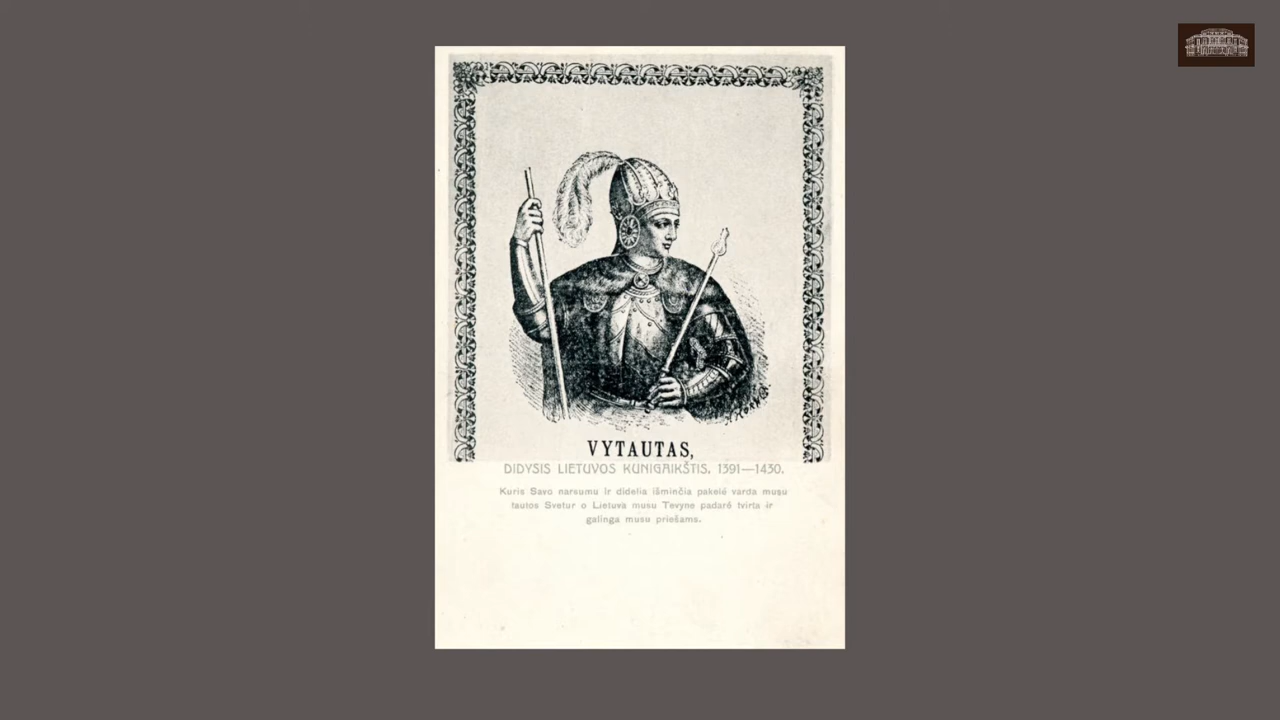 VYTAUTAS,
DIDYSIS LIETUVOS KUNIGAIKŠTIS, 1391—1430.
Kuris Savo narsumu ir didelia išminčia pakelė varda musų
tautos Svetur o Lietuva musu Tevyne padarė tvirta ir
galinga musu priešams.